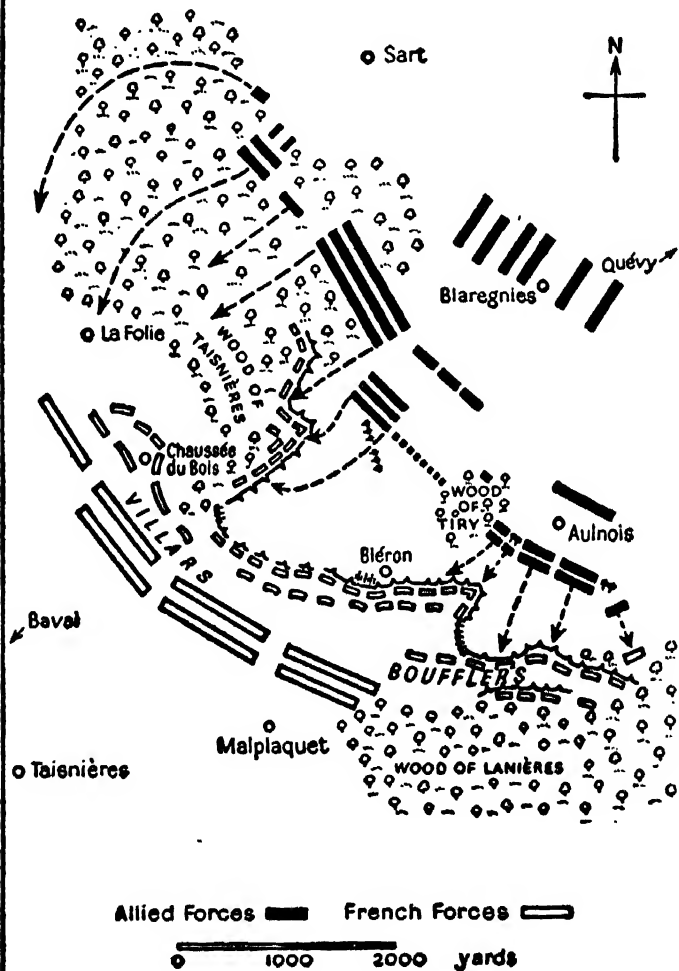 Sart
N
Quévy
Blaregnies
La Folie
WOOD OF
TAISNIÈRES
Chaussée
du Bois
VILLARS
WOOD
OF
TIRY
Aulnois
Bléron
Baval
BOUFFLERS
Malplaquet
Taisnières
WOOD OF LANIÈRES
Allied Forces French Forces
0 1000 2000 yards